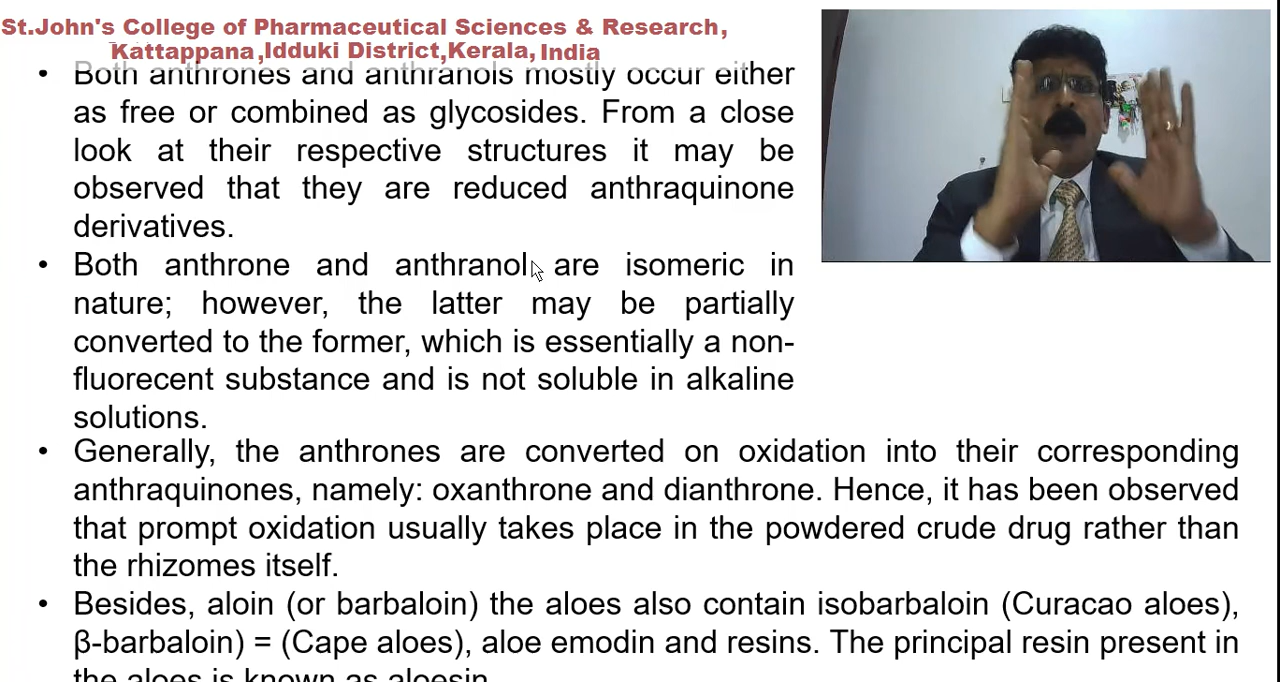 St.John's College of Pharmaceutical Sciences & Research,
Kattappana,Idduki District,Kerala, India
• Both anthrones and anthranols mostly occur either
as free or combined as glycosides. From a close
look at their respective structures it may be
observed that they are reduced anthraquinone
derivatives.
• Both anthrone and anthranol are isomeric in
nature; however, the latter may be partially
converted to the former, which is essentially a non-
fluorecent substance and is not soluble in alkaline
solutions.
• Generally, the anthrones are converted on oxidation into their corresponding
anthraquinones, namely: oxanthrone and dianthrone. Hence, it has been observed
that prompt oxidation usually takes place in the powdered crude drug rather than
the rhizomes itself.
• Besides, aloin (or barbaloin) the aloes also contain isobarbaloin (Curacao aloes),
β-barbaloin) = (Cape aloes), aloe emodin and resins. The principal resin present in
the aloes is known as aloesin